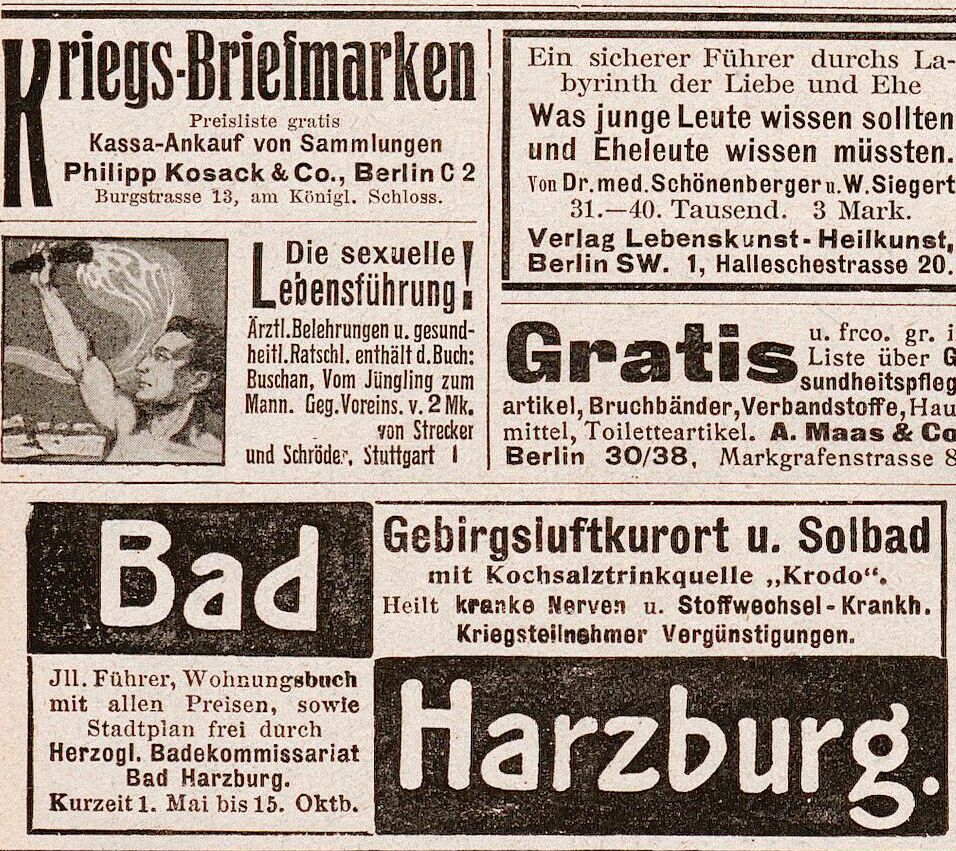 Kriegs-Briefmarken
Preisliste gratis
Kassa-Ankauf von Sammlungen
Philipp Kosack & Co., Berlin C 2
Burgstrasse 13, am Königl. Schloss.
Die sexuelle
Lebensführung!
Ärztl. Belehrungen u. gesund-
heitl. Ratschl. enthält d. Buch:
Buschan, Vom Jüngling zum
Mann. Geg. Voreins. v. 2 Mk.
von Strecker
und Schröder, Stuttgart I
Ein sicherer Führer durchs La-
byrinth der Liebe und Ehe
Was junge Leute wissen sollten
und Eheleute wissen müssten.
Von Dr. med. Schönenberger u. W. Siegert
31.—40. Tausend. 3 Mark.
Verlag Lebenskunst-Heilkunst,
Berlin SW. 1, Halleschestrasse 20.
Gratis u. frco. gr. i
Liste über G
sundheitspfleg
artikel, Bruchbänder, Verbandstoffe, Hau
mittel, Toiletteartikel. A. Maas & Co
Berlin 30/38, Markgrafenstrasse 8
Bad
Gebirgsluftkurort u. Solbad
mit Kochsalztrinkquelle „Krodo“.
Heilt kranke Nerven u. Stoffwechsel-Krankh.
Kriegsteilnehmer Vergünstigungen.
Jll. Führer, Wohnungsbuch
mit allen Preisen, sowie
Stadtplan frei durch
Herzogl. Badekommissariat
Bad Harzburg.
Kurzeit 1. Mai bis 15. Oktb.
Harzburg.